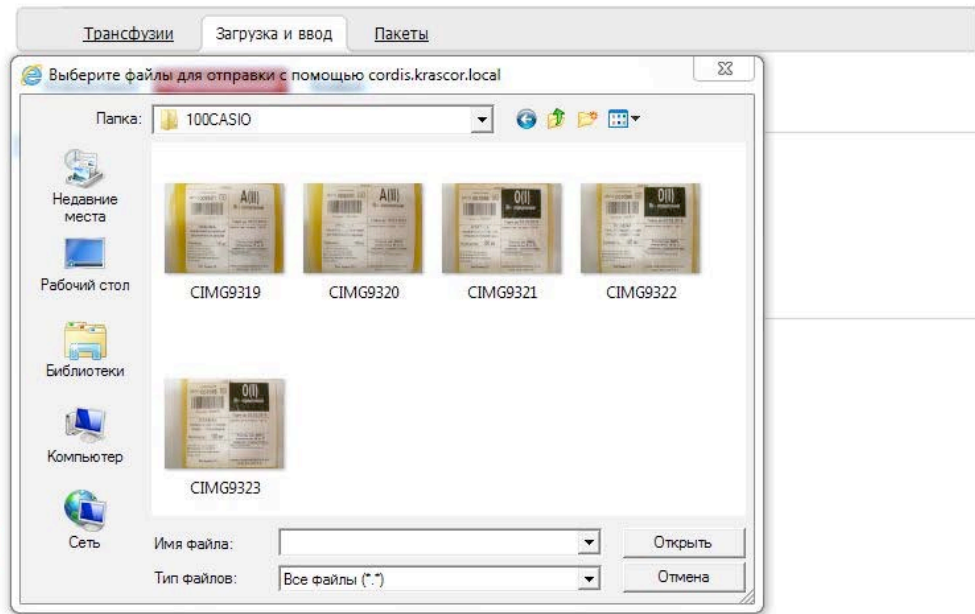 Трансфузии Загрузка и ввод Пакеты
Выберите файлы для отправки с помощью cordis.krascor.local
Папка: 100CASIO
Недавние места
Рабочий стол
Библиотеки
Компьютер
Сеть
A(II)
A(II)
O(I)
O(I)
CIMG9319 CIMG9320 CIMG9321 CIMG9322
O(I)
CIMG9323
Имя файла: Открыть
Тип файлов: Все файлы (*.*) Отмена